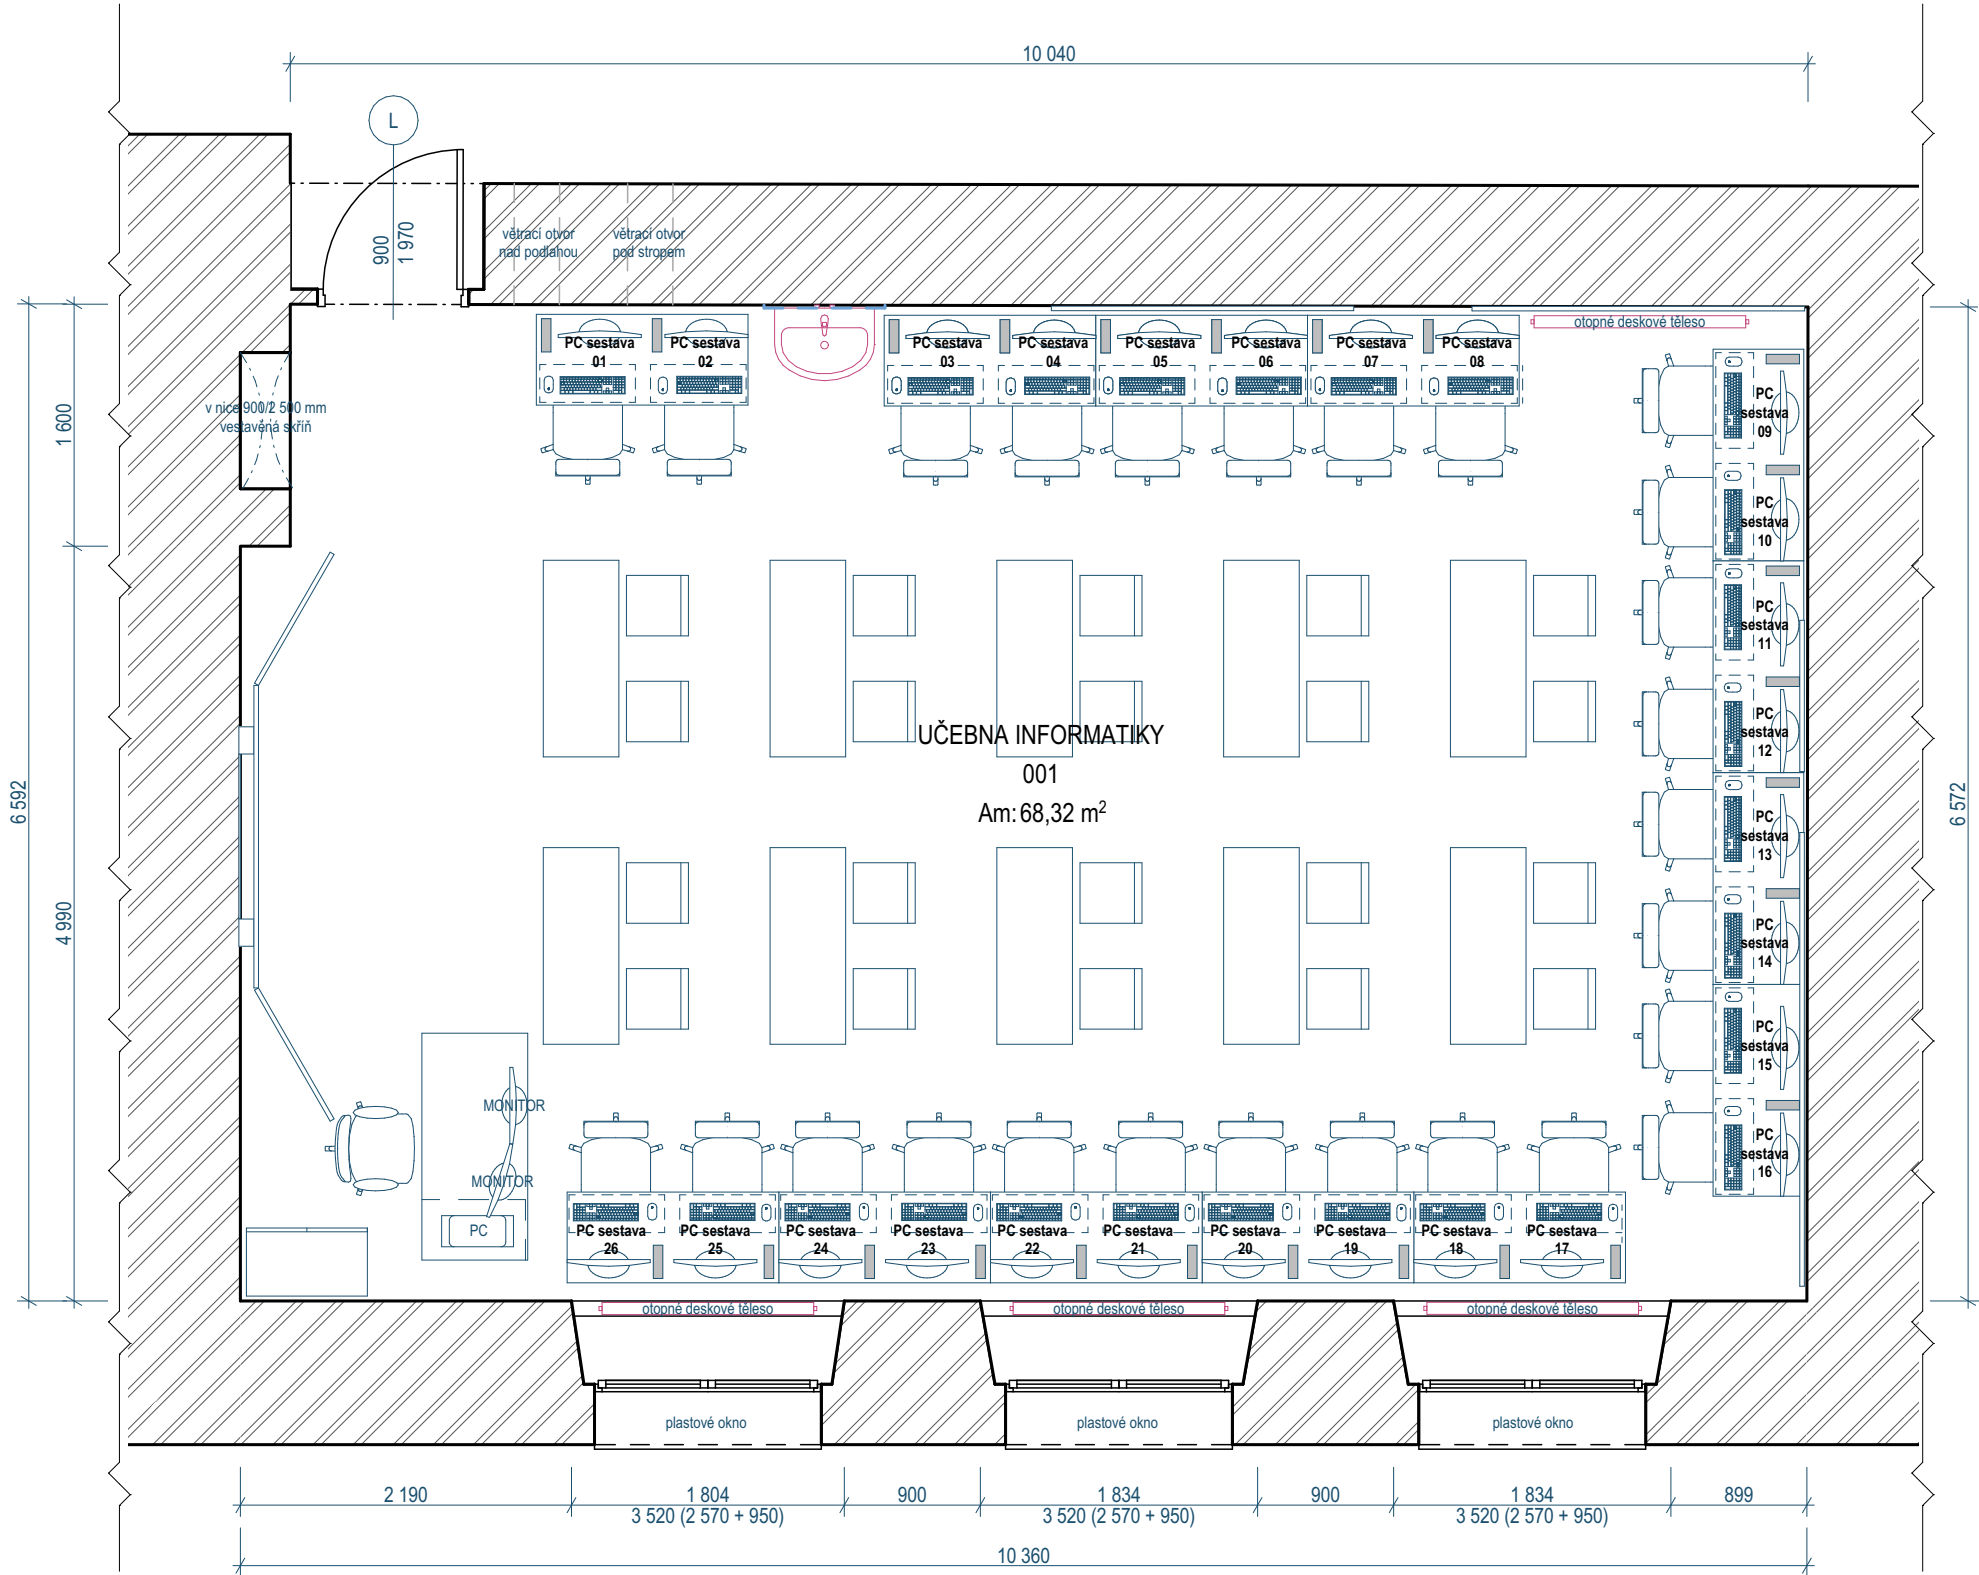 10 040
L
900
1 970
větrací otvor
nad podlahou
větrací otvor
pod stropem
otopné deskové těleso
PC sestava
01
PC sestava
02
PC sestava
03
PC sestava
04
PC sestava
05
PC sestava
06
PC sestava
07
PC sestava
08
v nice 900/2 500 mm
vestavěná skříň
1 600
6 592
4 990
6 572
PC
sestava
09
PC
sestava
10
PC
sestava
11
PC
sestava
12
PC
sestava
13
PC
sestava
14
PC
sestava
15
PC
sestava
16
UČEBNA INFORMATIKY
001
Am: 68,32 m²
MONITOR
MONITOR
PC
PC sestava
26
PC sestava
25
PC sestava
24
PC sestava
23
PC sestava
22
PC sestava
21
PC sestava
20
PC sestava
19
PC sestava
18
PC sestava
17
otopné deskové těleso
otopné deskové těleso
otopné deskové těleso
plastové okno
plastové okno
plastové okno
2 190
1 804
3 520 (2 570 + 950)
900
1 834
3 520 (2 570 + 950)
900
1 834
3 520 (2 570 + 950)
899
10 360